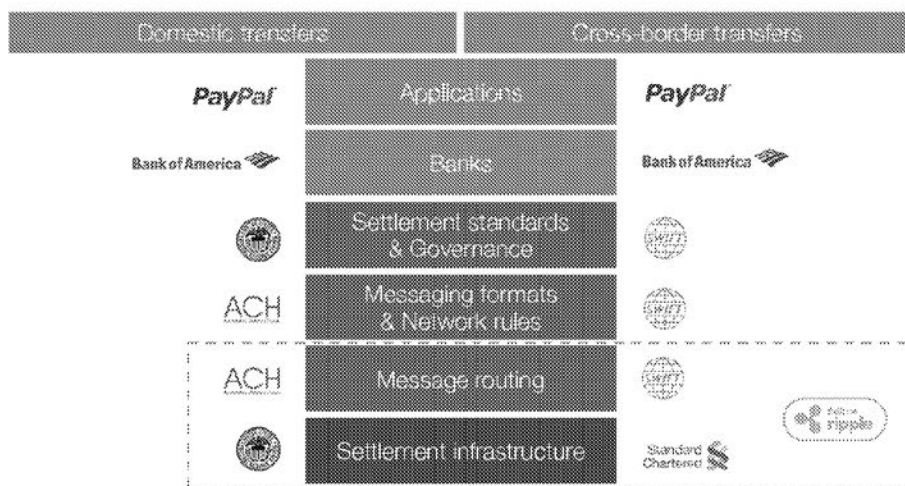 Domestic transfers
Cross-border transfers
PayPal
Applications
PayPal
Bank of America
Banks
Bank of America
Settlement standards
& Governance
SWIFT
ACH
Messaging formats
& Network rules
SWIFT
ACH
Message routing
SWIFT
ripple
Settlement infrastructure
Standard
Chartered